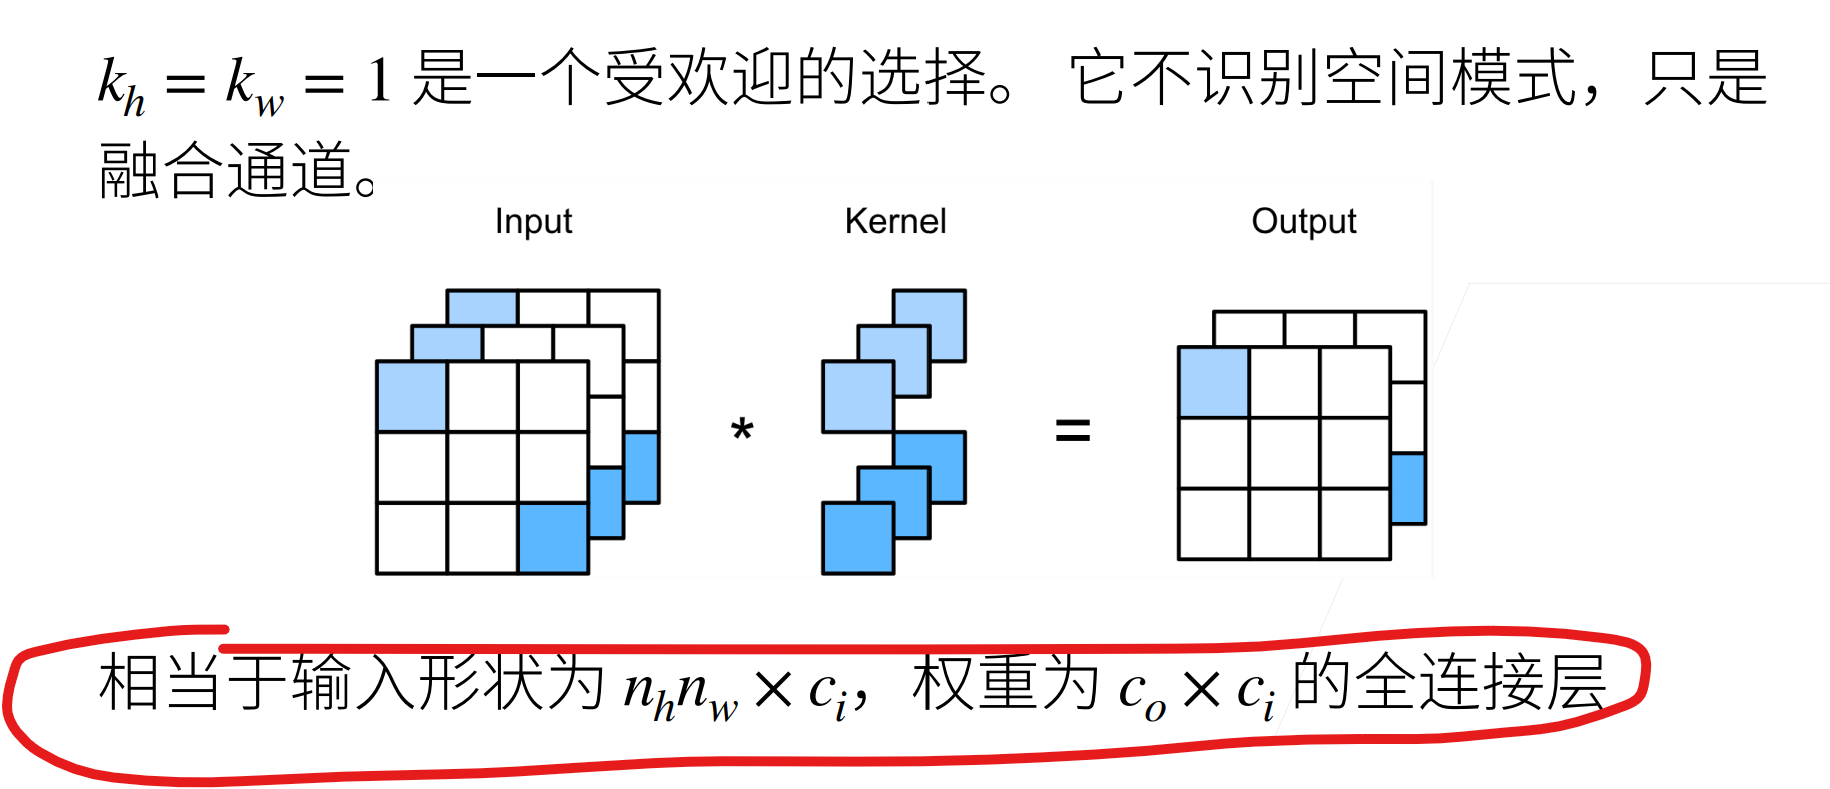 k_h = k_w = 1 是一个受欢迎的选择。 它不识别空间模式，只是
融合通道。
Input Kernel Output
* =
相当于输入形状为 n_h n_w × c_i， 权重为 c_o × c_i 的全连接层